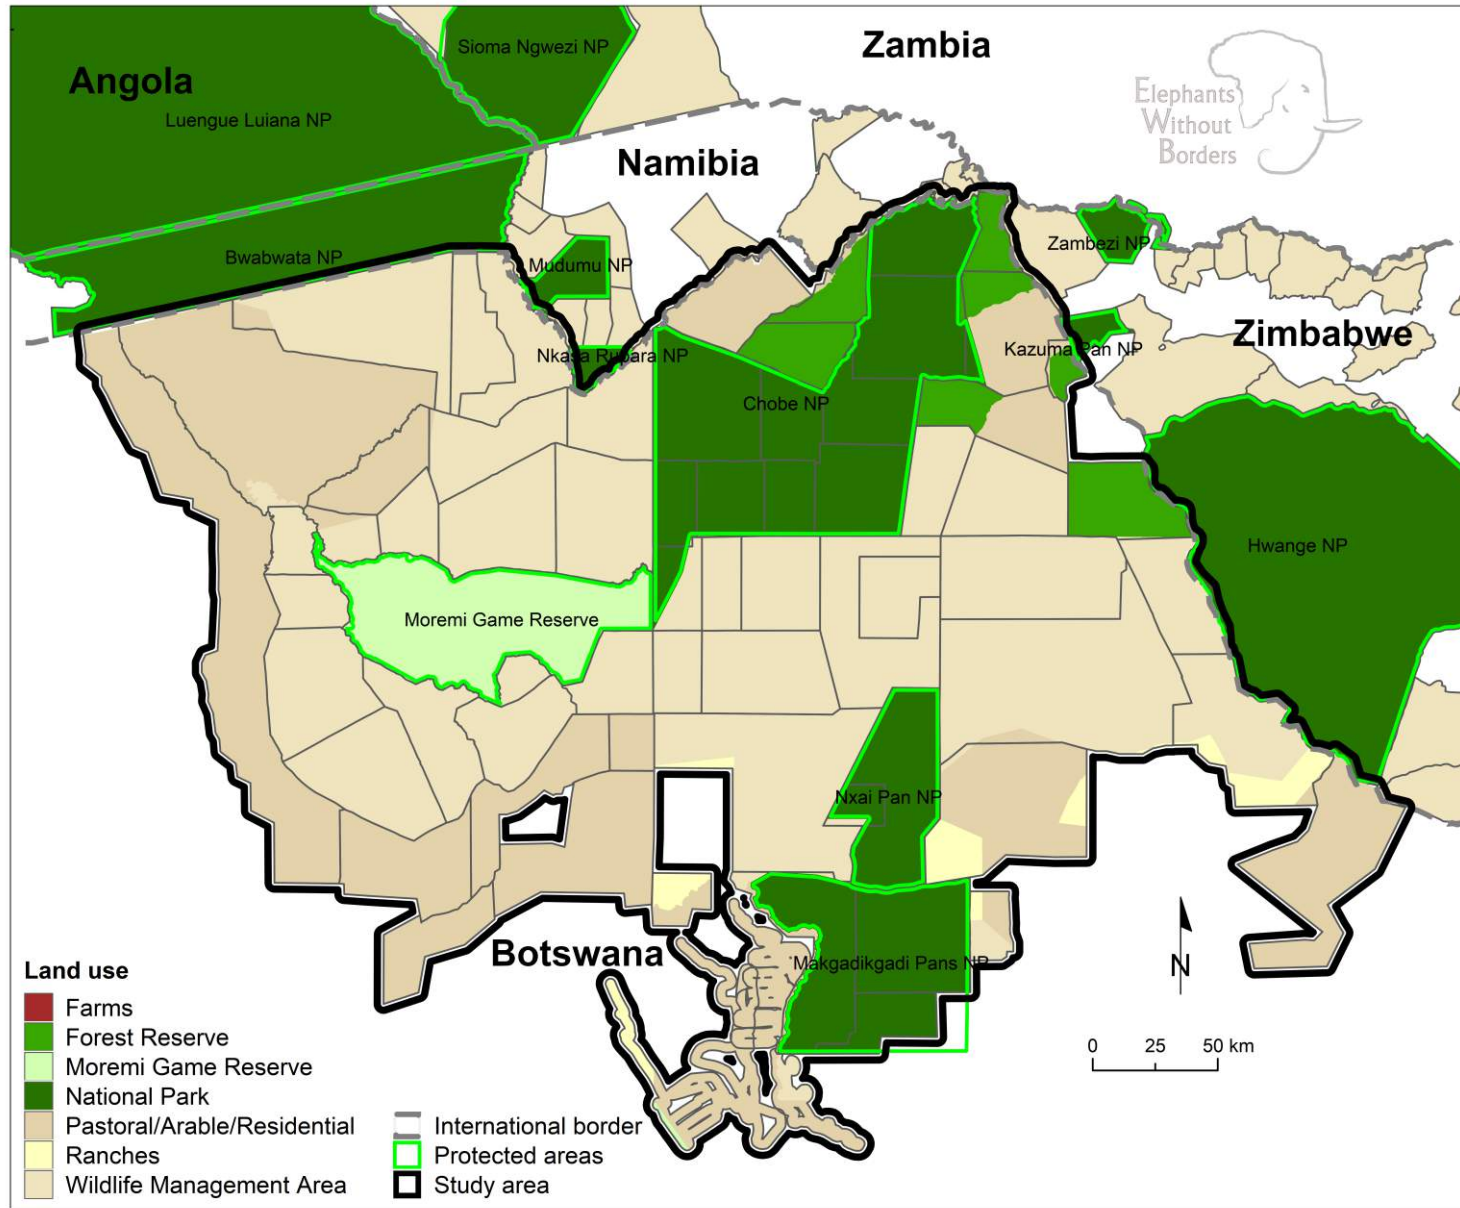 Sioma Ngwezi NP
Zambia
Angola
Luengue Luiana NP
Elephants
Without
Borders
Namibia
Bwabwata NP
Mudumu NP
Zambezi NP
Zimbabwe
Nkasa Rupara NP
Kazuma Pan NP
Chobe NP
Hwange NP
Moremi Game Reserve
Nxai Pan NP
Botswana
Makgadikgadi Pans NP
N
0 25 50 km
Land use
Farms
Forest Reserve
Moremi Game Reserve
National Park
Pastoral/Arable/Residential
Ranches
Wildlife Management Area
International border
Protected areas
Study area